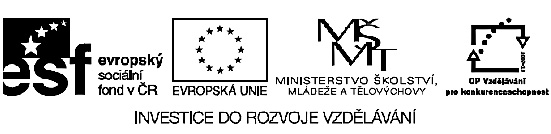 esf
evropský
sociální
fond v ČR
EVROPSKÁ UNIE
MŠMT
MINISTERSTVO ŠKOLSTVÍ,
MLÁDEŽE A TĚLOVÝCHOVY
OP Vzdělávání
pro konkurenceschopnost
INVESTICE DO ROZVOJE VZDĚLÁVÁNÍ